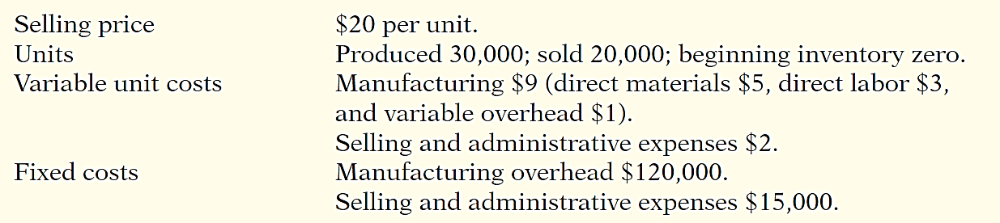 Selling price $20 per unit.
Units Produced 30,000; sold 20,000; beginning inventory zero.
Variable unit costs Manufacturing $9 (direct materials $5, direct labor $3,
and variable overhead $1).
Selling and administrative expenses $2.
Fixed costs Manufacturing overhead $120,000.
Selling and administrative expenses $15,000.